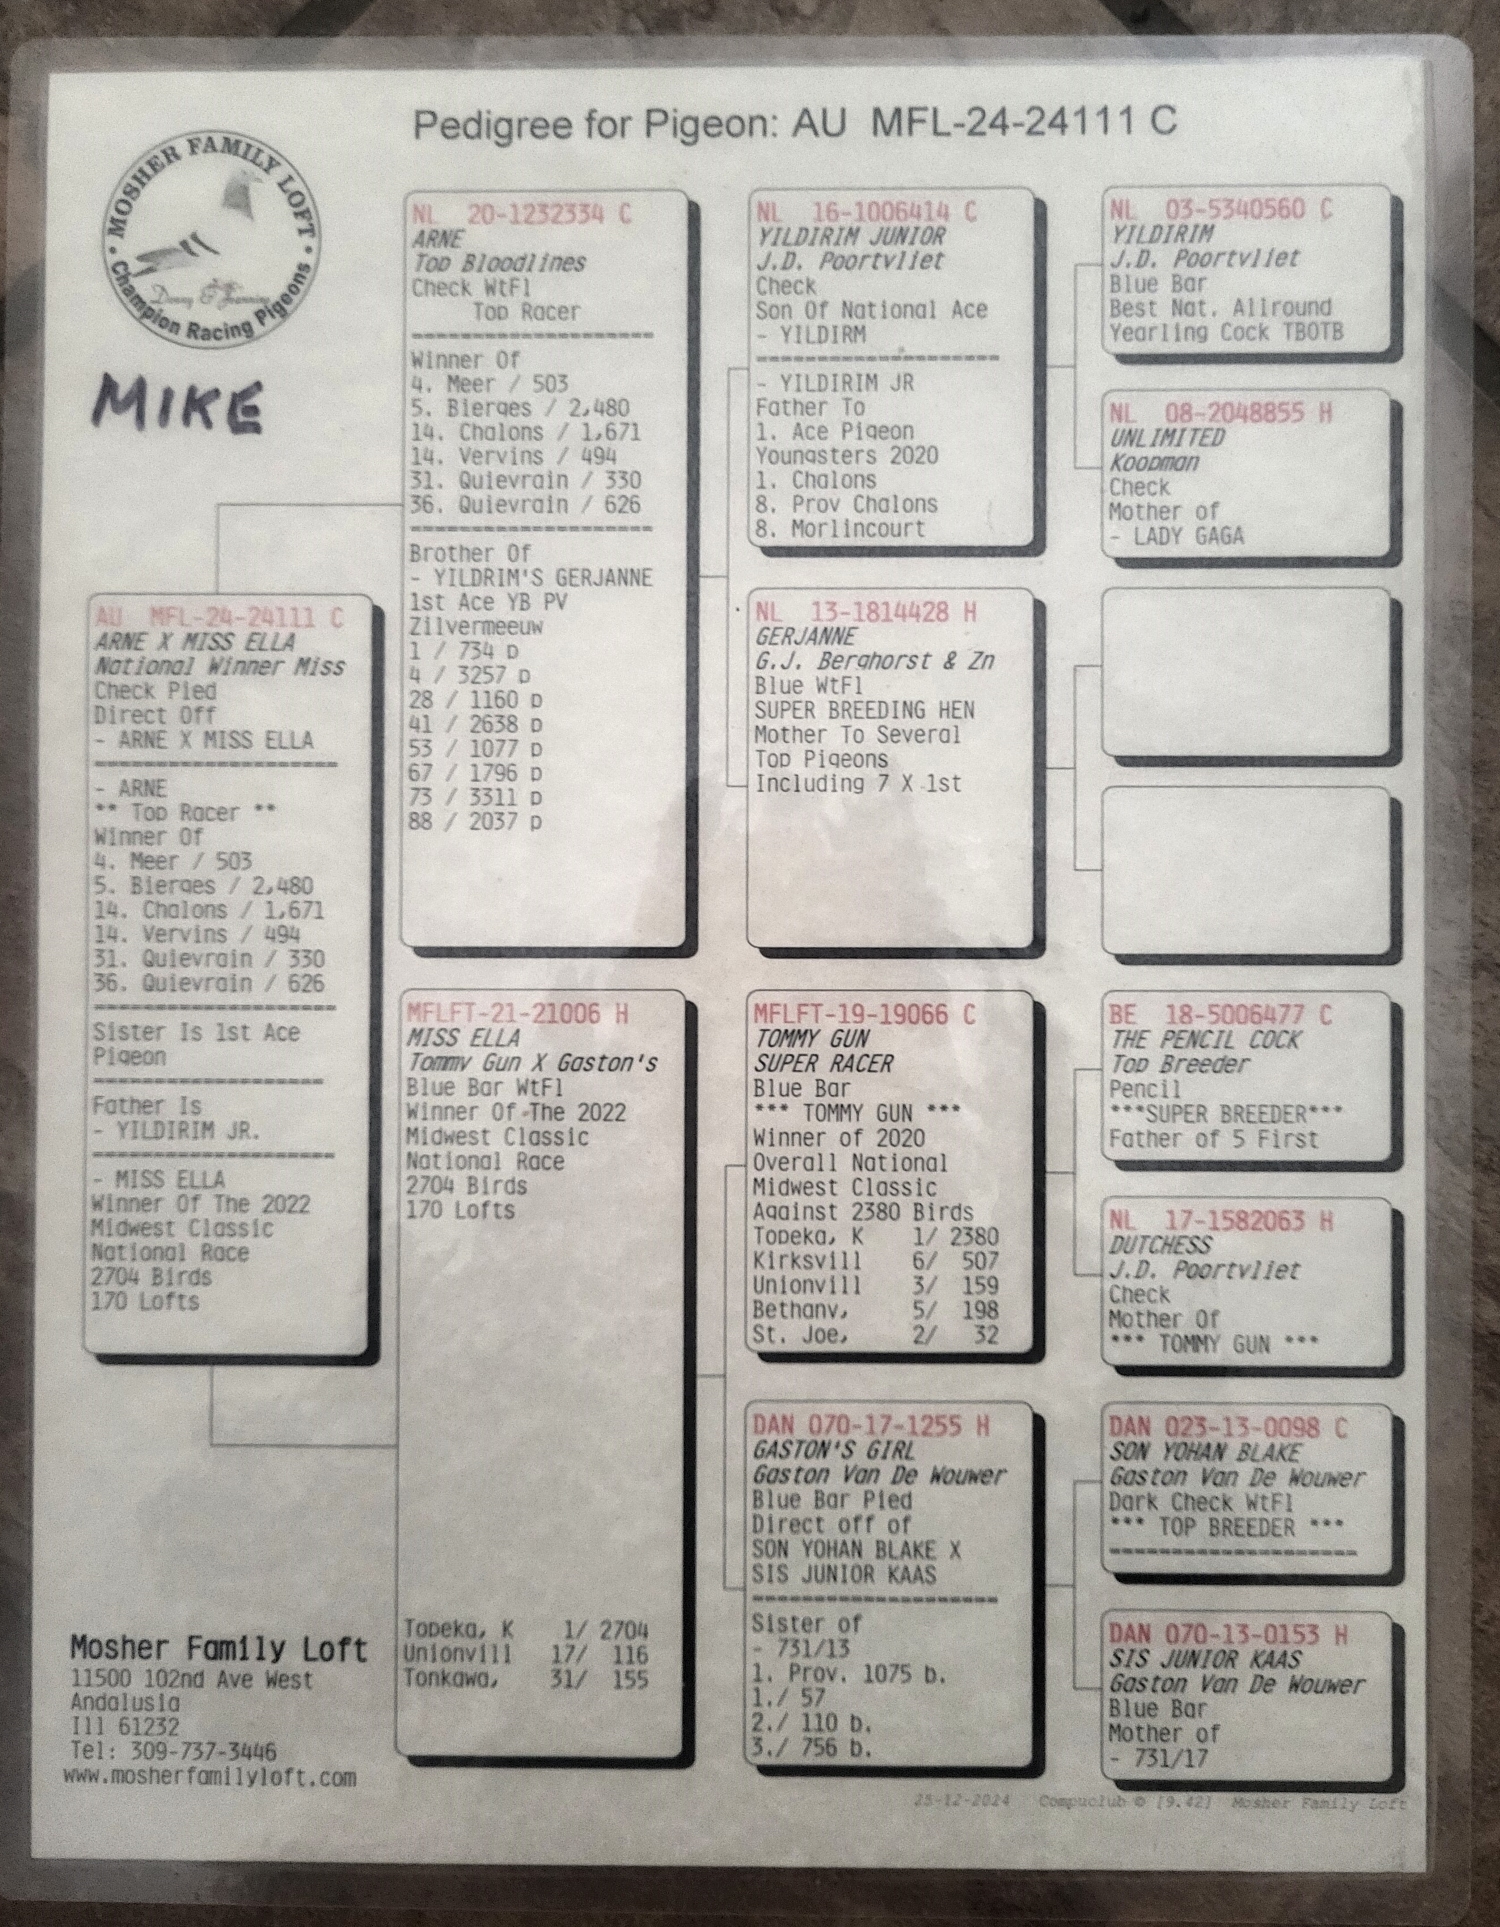 Pedigree for Pigeon: AU MFL-24-24111 C
• MOSHER FAMILY LOFT •
Champion Racing Pigeons
MIKE
AU MFL-24-24111 C
ARNE X MISS ELLA
National Winner Miss
Check Pied
Direct Off
- ARNE X MISS ELLA
--------------------
- ARNE
** Top Racer **
Winner Of
4. Meer / 503
5. Bierges / 2,480
14. Chalons / 1,671
14. Vervins / 494
31. Quievrain / 330
36. Quievrain / 626
--------------------
Sister Is 1st Ace
Pigeon
-------------------
Father Is
- YILDIRIM JR.
--------------------
- MISS ELLA
Winner Of The 2022
Midwest Classic
National Race
2704 Birds
170 Lofts
NL 20-1232334 C
ARNE
Top Bloodlines
Check WtFl
Top Racer
--------------------
Winner Of
4. Meer / 503
5. Bierges / 2,480
14. Chalons / 1,671
14. Vervins / 494
31. Quievrain / 330
36. Quievrain / 626
--------------------
Brother Of
- YILDRIM'S GERJANNE
1st Ace YB PV
Zilvermeeuw
1 / 734 p
4 / 3257 p
28 / 1160 p
41 / 2638 p
53 / 1077 p
67 / 1796 p
73 / 3311 p
88 / 2037 p
MFLFT-21-21006 H
MISS ELLA
Tommy Gun X Gaston's
Blue Bar WtFl
Winner Of The 2022
Midwest Classic
National Race
2704 Birds
170 Lofts
Topeka, K 1/ 2704
Unionvill 17/ 116
Tonkawa, 31/ 155
NL 16-1006414 C
YILDIRIM JUNIOR
J.D. Poortvliet
Check
Son Of National Ace
- YILDIRM
--------------------
- YILDIRIM JR
Father To
1. Ace Pigeon
Youngsters 2020
1. Chalons
8. Prov Chalons
8. Morlincourt
NL 13-1814428 H
GERJANNE
G.J. Berghorst & Zn
Blue WtFl
SUPER BREEDING HEN
Mother To Several
Top Pigeons
Including 7 X 1st
MFLFT-19-19066 C
TOMMY GUN
SUPER RACER
Blue Bar
*** TOMMY GUN ***
Winner of 2020
Overall National
Midwest Classic
Against 2380 Birds
Topeka, K 1/ 2380
Kirksvill 6/ 507
Unionvill 3/ 159
Bethany, 5/ 198
St. Joe, 2/ 32
DAN 070-17-1255 H
GASTON'S GIRL
Gaston Van De Wouwer
Blue Bar Pied
Direct off of
SON YOHAN BLAKE X
SIS JUNIOR KAAS
--------------------
Sister of
- 731/13
1. Prov. 1075 b.
1./ 57
2./ 110 b.
3./ 756 b.
NL 03-5340560 C
YILDIRIM
J.D. Poortvliet
Blue Bar
Best Nat. Allround
Yearling Cock TBOTB
NL 08-2048855 H
UNLIMITED
Koopman
Check
Mother of
- LADY GAGA
BE 18-5006477 C
THE PENCIL COCK
Top Breeder
Pencil
***SUPER BREEDER***
Father of 5 First
NL 17-1582063 H
DUTCHESS
J.D. Poortvliet
Check
Mother Of
*** TOMMY GUN ***
DAN 023-13-0098 C
SON YOHAN BLAKE
Gaston Van De Wouwer
Dark Check WtFl
*** TOP BREEDER ***
--------------------
DAN 070-13-0153 H
SIS JUNIOR KAAS
Gaston Van De Wouwer
Blue Bar
Mother of
- 731/17
Mosher Family Loft
11500 102nd Ave West
Andalusia
Ill 61232
Tel: 309-737-3446
www.mosherfamilyloft.com
25-12-2024 Compuclub © [9.42] Mosher Family Loft